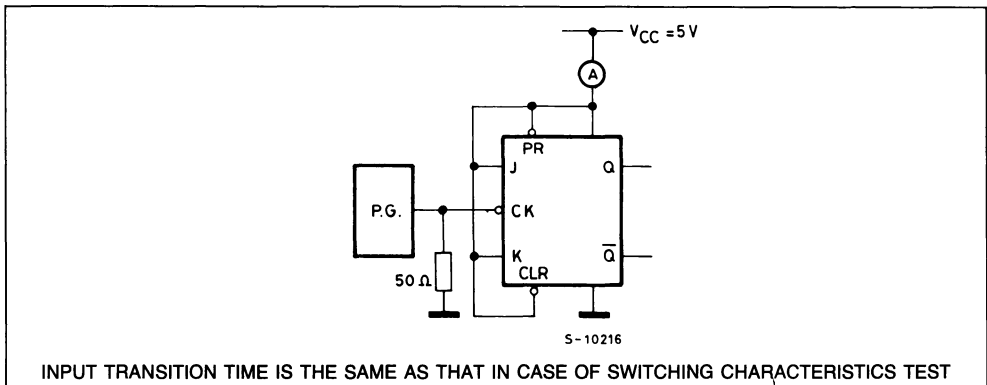 V_CC = 5 V
A
PR
J
Q
P.G.
CK
K
Q̅
CLR
50 Ω
S-10216
INPUT TRANSITION TIME IS THE SAME AS THAT IN CASE OF SWITCHING CHARACTERISTICS TEST